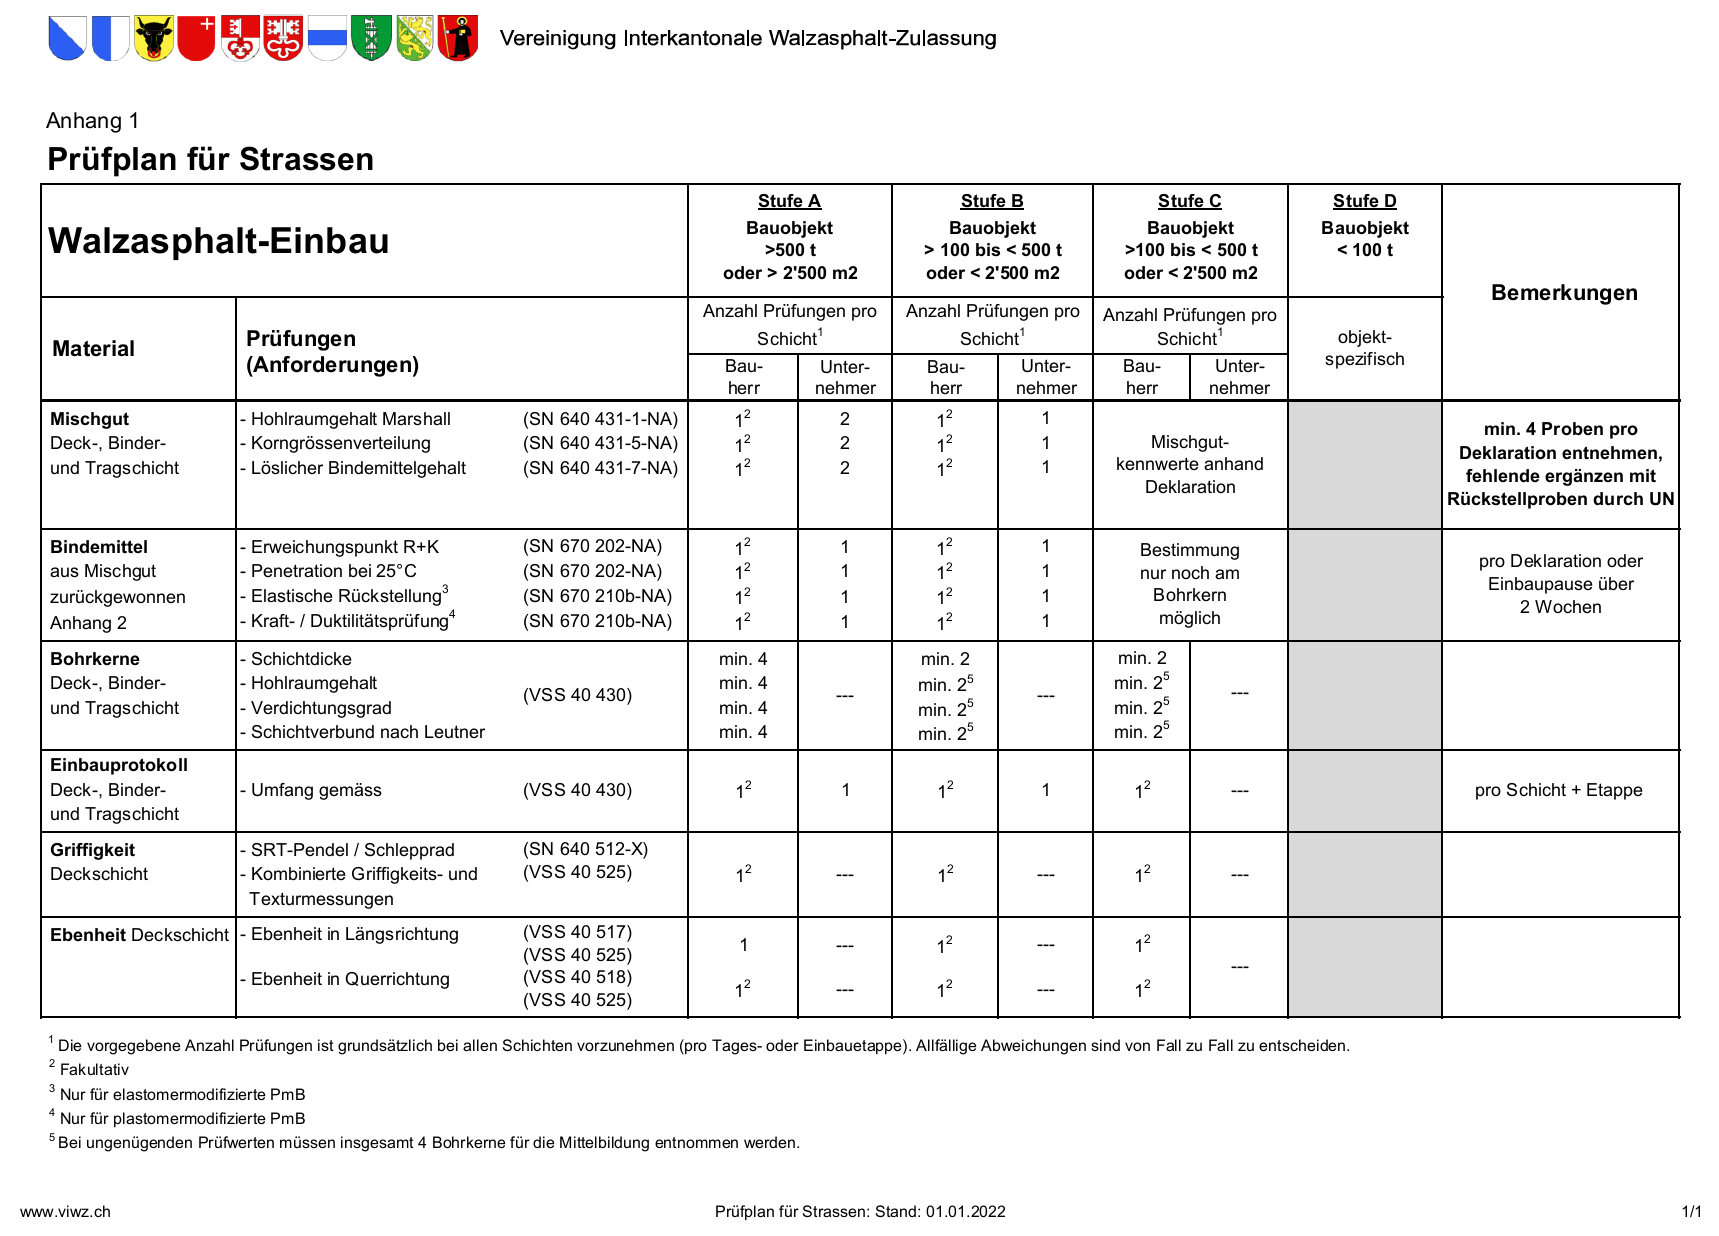 Vereinigung Interkantonale Walzasphalt-Zulassung
Anhang 1
Prüfplan für Strassen
Walzasphalt-Einbau
Stufe A
Bauobjekt
>500 t
oder > 2'500 m2
Stufe B
Bauobjekt
> 100 bis < 500 t
oder < 2'500 m2
Stufe C
Bauobjekt
>100 bis < 500 t
oder < 2'500 m2
Stufe D
Bauobjekt
< 100 t
Bemerkungen
Material
Prüfungen
(Anforderungen)
Anzahl Prüfungen pro
Schicht1
Anzahl Prüfungen pro
Schicht1
Anzahl Prüfungen pro
Schicht1
objekt-
spezifisch
Bau-
herr
Unter-
nehmer
Bau-
herr
Unter-
nehmer
Bau-
herr
Unter-
nehmer
Mischgut
Deck-, Binder-
und Tragschicht
- Hohlraumgehalt Marshall (SN 640 431-1-NA) 1² 2 1² 1
- Korngrössenverteilung (SN 640 431-5-NA) 1² 2 1² 1
- Löslicher Bindemittelgehalt (SN 640 431-7-NA) 1² 2 1² 1
Mischgut-
kennwerte anhand
Deklaration
min. 4 Proben pro
Deklaration entnehmen,
fehlende ergänzen mit
Rückstellproben durch UN
Bindemittel
aus Mischgut
zurückgewonnen
Anhang 2
- Erweichungspunkt R+K (SN 670 202-NA) 1² 1 1² 1
- Penetration bei 25°C (SN 670 202-NA) 1² 1 1² 1
- Elastische Rückstellung³ (SN 670 210b-NA) 1² 1 1² 1
- Kraft- / Duktilitätsprüfung⁴ (SN 670 210b-NA) 1² 1 1² 1
Bestimmung
nur noch am
Bohrkern
möglich
pro Deklaration oder
Einbaupause über
2 Wochen
Bohrkerne
Deck-, Binder-
und Tragschicht
- Schichtdicke min. 4 min. 2 min. 2
- Hohlraumgehalt min. 4 min. 2⁵ min. 2⁵
(VSS 40 430) --- --- ---
- Verdichtungsgrad min. 4 min. 2⁵ min. 2⁵
- Schichtverbund nach Leutner min. 4 min. 2⁵ min. 2⁵
Einbauprotokoll
Deck-, Binder-
und Tragschicht
- Umfang gemäss (VSS 40 430) 1² 1 1² 1 1² --- pro Schicht + Etappe
Griffigkeit
Deckschicht
- SRT-Pendel / Schlepprad (SN 640 512-X)
- Kombinierte Griffigkeits- und (VSS 40 525) 1² --- 1² --- 1² ---
Texturmessungen
Ebenheit Deckschicht
- Ebenheit in Längsrichtung (VSS 40 517)
(VSS 40 525) 1 --- 1² --- 1²
---
- Ebenheit in Querrichtung (VSS 40 518)
(VSS 40 525) 1² --- 1² --- 1²
1 Die vorgegebene Anzahl Prüfungen ist grundsätzlich bei allen Schichten vorzunehmen (pro Tages- oder Einbauetappe). Allfällige Abweichungen sind von Fall zu Fall zu entscheiden.
2 Fakultativ
3 Nur für elastomermodifizierte PmB
4 Nur für plastomermodifizierte PmB
5 Bei ungenügenden Prüfwerten müssen insgesamt 4 Bohrkerne für die Mittelbildung entnommen werden.
www.viwz.ch Prüfplan für Strassen: Stand: 01.01.2022 1/1